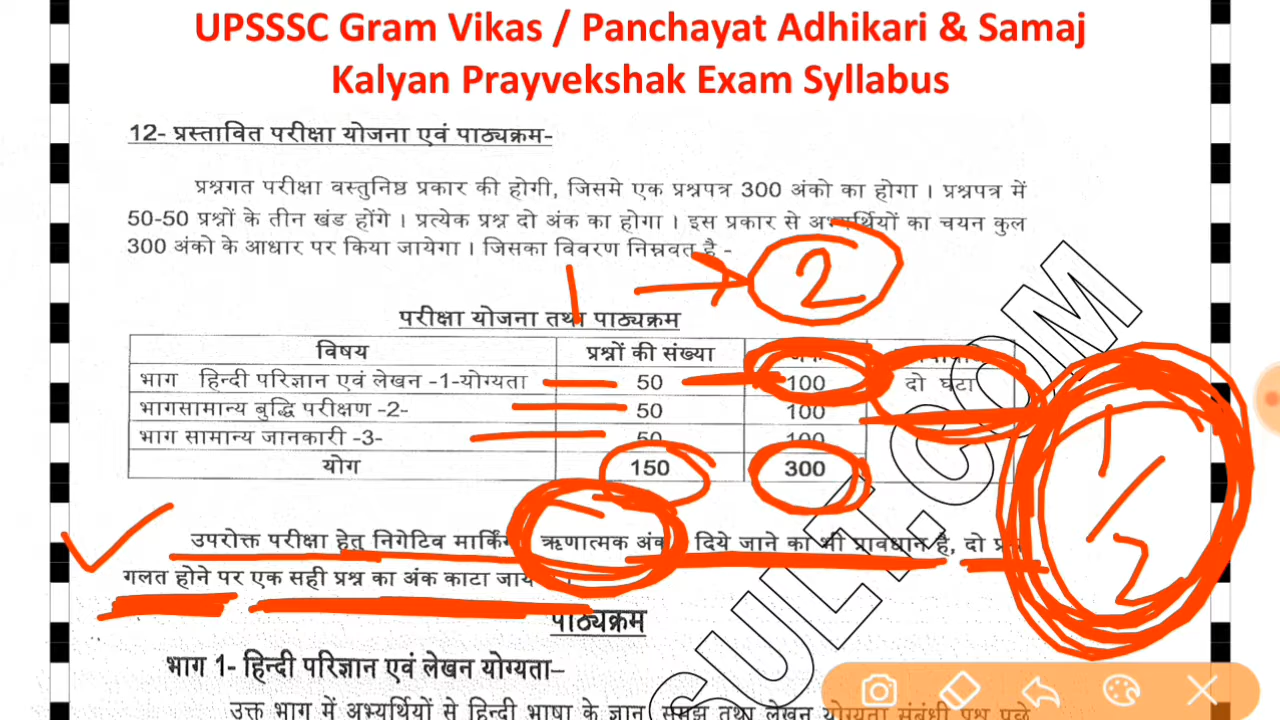 UPSSSC Gram Vikas / Panchayat Adhikari & Samaj
Kalyan Prayvekshak Exam Syllabus
12- प्रस्तावित परीक्षा योजना एवं पाठ्यक्रम-
प्रश्नगत परीक्षा वस्तुनिष्ठ प्रकार की होगी, जिसमे एक प्रश्नपत्र 300 अंको का होगा । प्रश्नपत्र में
50-50 प्रश्नों के तीन खंड होंगे । प्रत्येक प्रश्न दो अंक का होगा । इस प्रकार से अभ्यर्थियों का चयन कुल
300 अंको के आधार पर किया जायेगा । जिसका विवरण निम्नवत् है -
1 → 2
परीक्षा योजना तथा पाठ्यक्रम
विषय प्रश्नों की संख्या
भाग हिन्दी परिज्ञान एवं लेखन -1-योग्यता 50 100 दो घंटा
भागसामान्य बुद्धि परीक्षण -2- 50 100
भाग सामान्य जानकारी -3- 50 100
योग 150 300
1/2
उपरोक्त परीक्षा हेतु निगेटिव मार्किंग ऋणात्मक अंक दिये जाने का भी प्रावधान है, दो
गलत होने पर एक सही प्रश्न का अंक काटा
पाठ्यक्रम
भाग 1- हिन्दी परिज्ञान एवं लेखन योग्यता–
उक्त भाग में अभ्यर्थियों से हिन्दी भाषा के ज्ञान, समझ तथा लेखन योग्यता संबंधी प्रश्न पूछे
SULT.COM